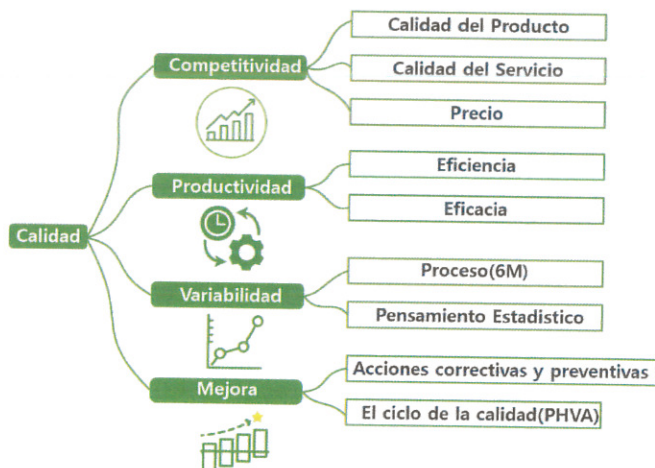 Calidad
Competitividad
Calidad del Producto
Calidad del Servicio
Precio
Productividad
Eficiencia
Eficacia
Variabilidad
Proceso(6M)
Pensamiento Estadistico
Mejora
Acciones correctivas y preventivas
El ciclo de la calidad(PHVA)